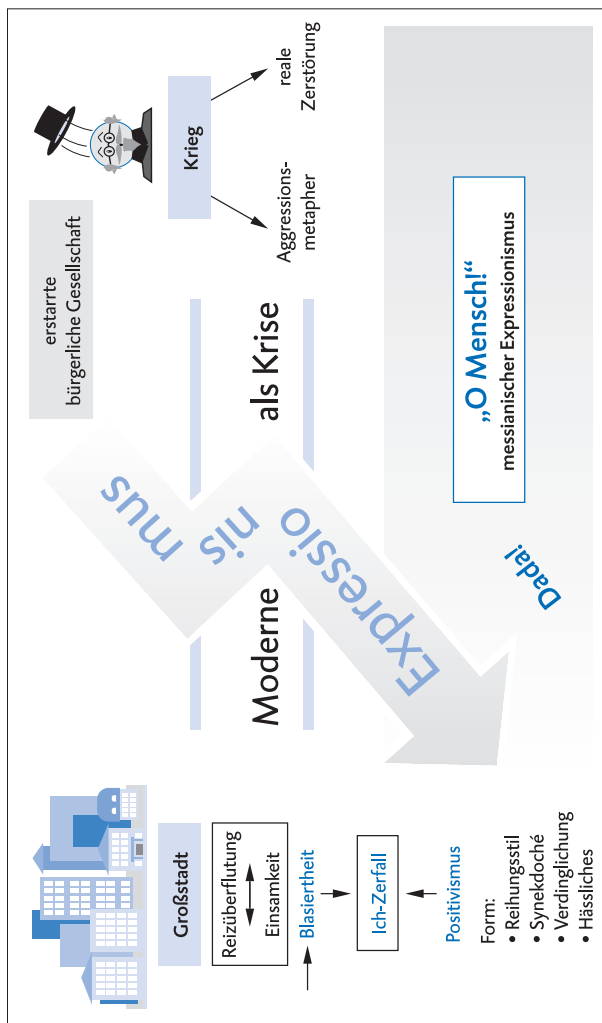 Großstadt
Reizüberflutung
Einsamkeit
Blasiertheit
Ich-Zerfall
Positivismus
Form:
• Reihungsstil
• Synekdoché
• Verdinglichung
• Hässliches
Moderne
als Krise
Expressio
nis
mus
erstarrte
bürgerliche Gesellschaft
Krieg
Aggressions-
metapher
reale
Zerstörung
Dada!
„O Mensch!“
messianischer Expressionismus